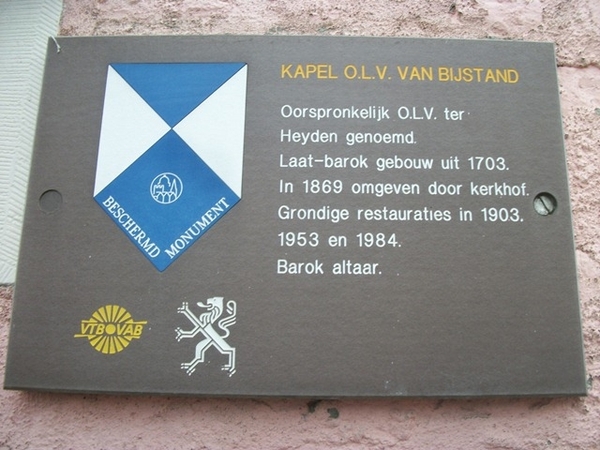 KAPEL O.L.V. VAN BIJSTAND
Oorspronkelijk O.L.V. ter
Heyden genoemd.
Laat-barok gebouw uit 1703.
In 1869 omgeven door kerkhof.
Grondige restauraties in 1903,
1953 en 1984.
Barok altaar.
BESCHERMD MONUMENT
VTB VAB